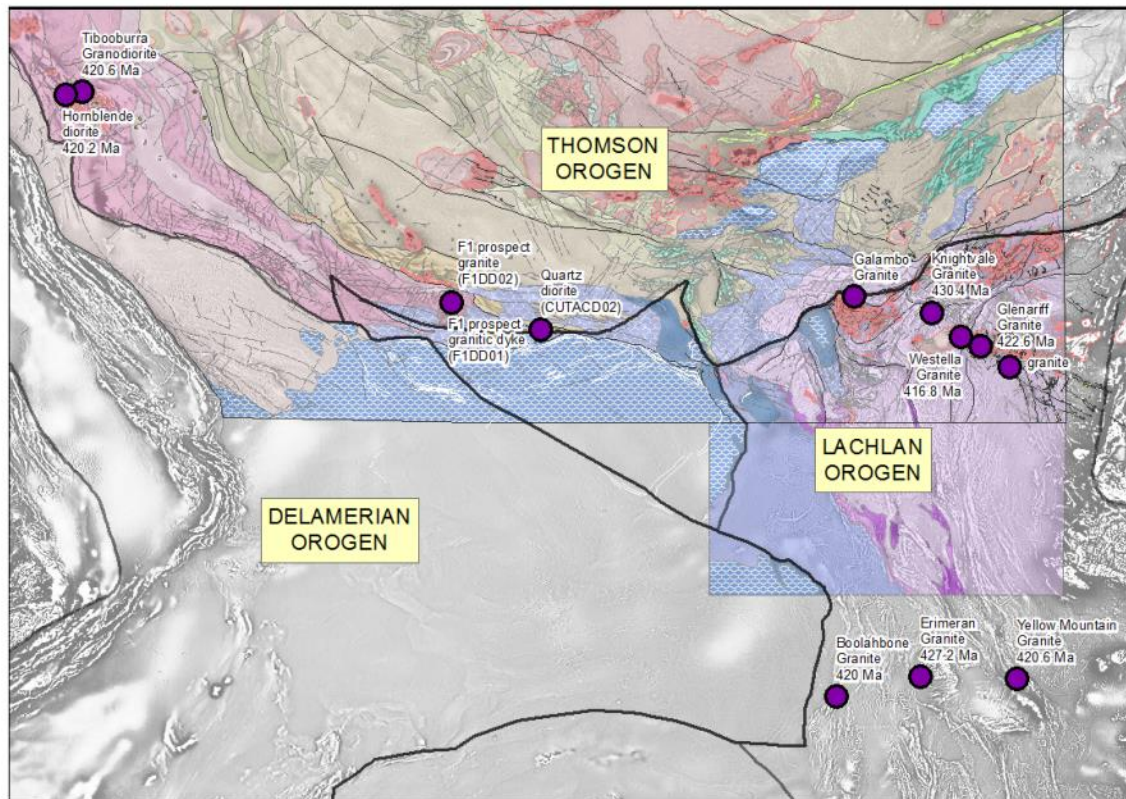 Tibooburra
Granodiorite
420.6 Ma
Hornblende
diorite
420.2 Ma
THOMSON
OROGEN
F1 prospect
granite
(F1DD02)
Quartz
diorite
(CUTACD02)
F1 prospect
granitic dyke
(F1DD01)
Galambo
Granite
Knightvale
Granite
430.4 Ma
Glenariff
Granite
422.6 Ma
granite
Westella
Granite
416.8 Ma
LACHLAN
OROGEN
DELAMERIAN
OROGEN
Boolahbone
Granite
420 Ma
Erimeran
Granite
427-2 Ma
Yellow Mountain
Granite
420.6 Ma